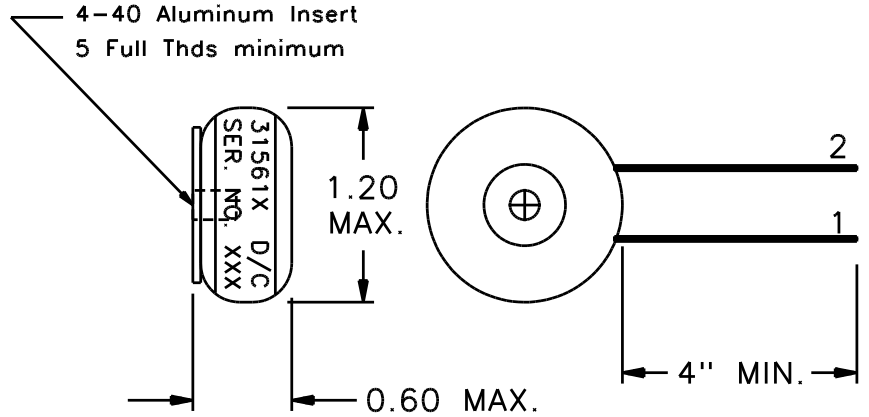 4-40 Aluminum Insert
5 Full Thds minimum
31561X D/C
SER. NO. XXX
1.20
MAX.
2
1
4" MIN.
0.60 MAX.